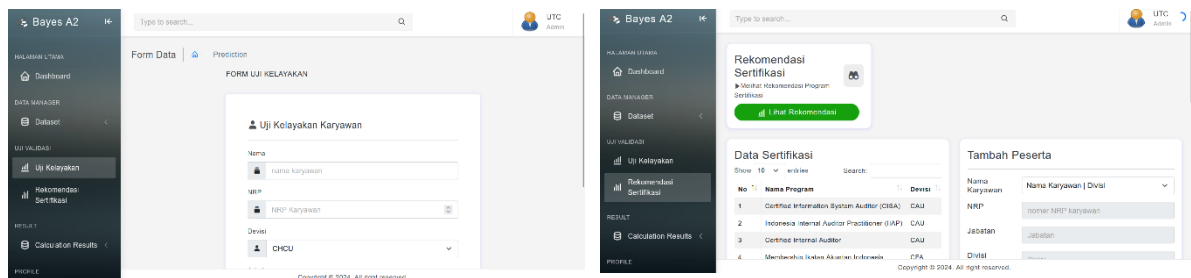 Bayes A2
Type to search...
UTC
Admin
HALAMAN UTAMA
Dashboard
DATA MANAGER
Dataset
UJI VALIDASI
Uji Kelayakan
Rekomendasi
Sertifikasi
RESULT
Calculation Results
PROFILE
Form Data
Prediction
FORM UJI KELAYAKAN
Uji Kelayakan Karyawan
Nama
nama karyawan
NRP
NRP Karyawan
Devisi
CHCU
Copyright © 2024. All right reserved.
Bayes A2
Type to search...
UTC
Admin
HALAMAN UTAMA
Dashboard
DATA MANAGER
Dataset
UJI VALIDASI
Uji Kelayakan
Rekomendasi
Sertifikasi
RESULT
Calculation Results
PROFILE
Rekomendasi
Sertifikasi
Melihat Rekomendasi Program
Sertifikasi
Lihat Rekomendasi
Data Sertifikasi
Show 10 entries Search:
No Nama Program Devisi
1 Certified Information System Auditor (CISA) CAU
2 Indonesia Internal Auditor Practitioner (IIAP) CAU
3 Certified Internal Auditor CAU
4 Membership Ikatan Akuntan Indonesia CFA
Tambah Peserta
Nama
Karyawan
Nama Karyawan | Divisi
NRP
nomer NRP karyawan
Jabatan
Jabatan
Divisi
Copyright © 2024. All right reserved.